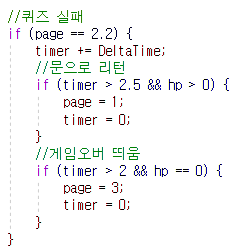 //퀴즈 실패
if (page == 2.2) {
    timer += DeltaTime;
    //문으로 리턴
    if (timer > 2.5 && hp > 0) {
        page = 1;
        timer = 0;
    }
    //게임오버 띄움
    if (timer > 2 && hp == 0) {
        page = 3;
        timer = 0;
    }
}